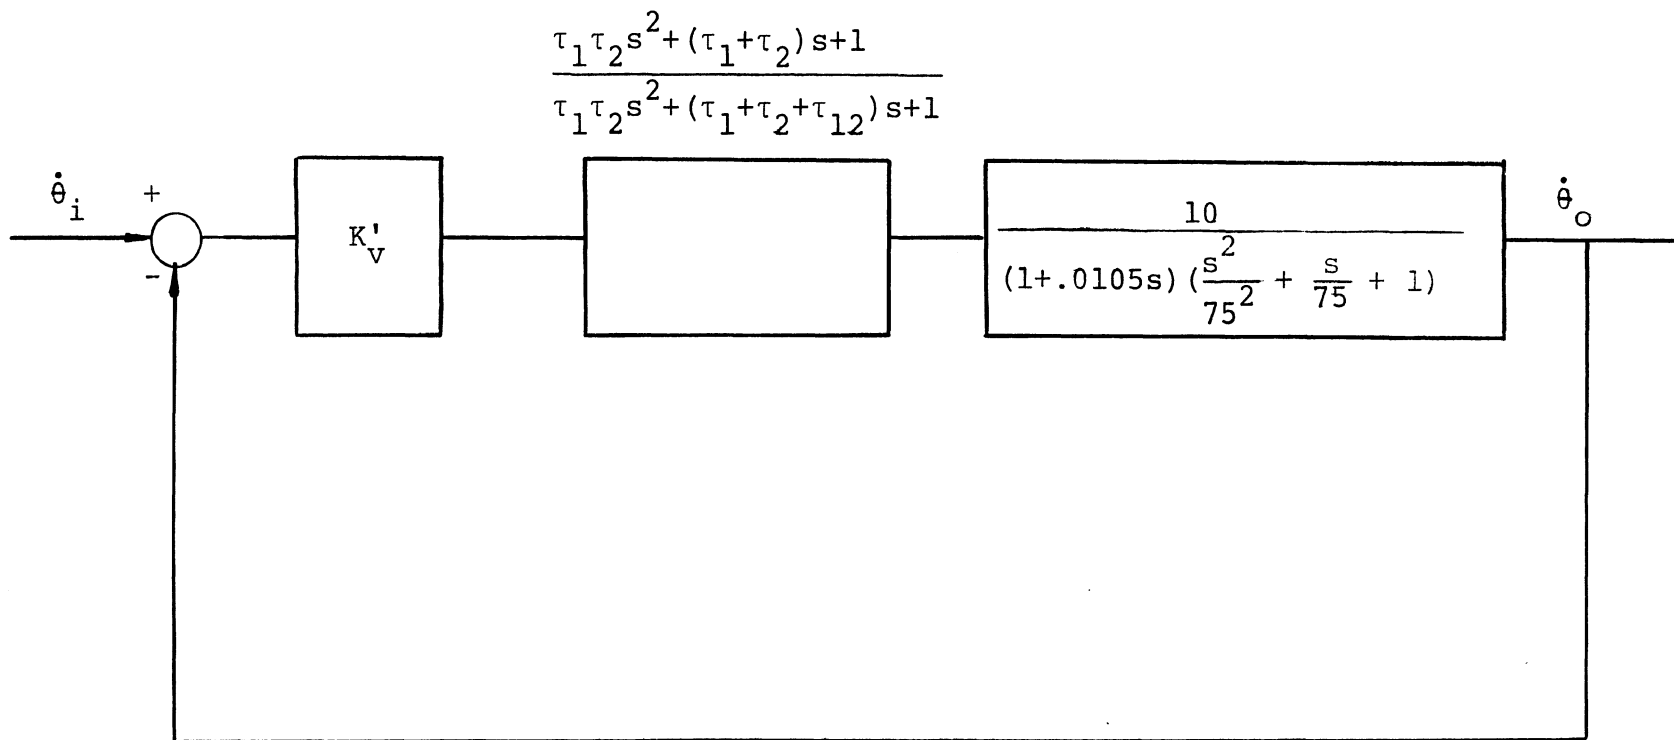 τ₁τ₂s²+(τ₁+τ₂)s+1
τ₁τ₂s²+(τ₁+τ₂+τ₁₂)s+1
θ̇ᵢ
+
-
K'ᵥ
10
(1+.0105s)(s²/75² + s/75 + 1)
θ̇ₒ